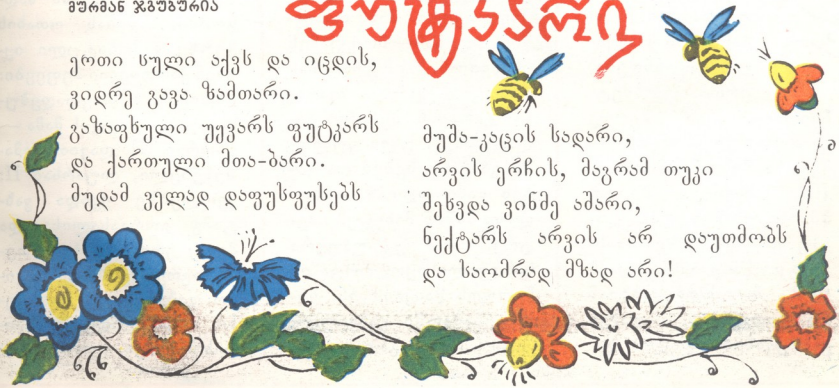 მურმან ჯგუბურია
ფუტკარი
ერთი სული აქვს და იცდის,
ვიდრე გავა ზამთარი.
გაზაფხული უყვარს ფუტკარს
და ქართული მთა-ბარი.
მუდამ ველად დაფუსფუსებს
მუშა-კაცის სადარი,
არვის ერჩის, მაგრამ თუკი
შეხვდა ვინმე აშარი,
ნექტარს არვის არ დაუთმობს
და საომრად მზად არი!